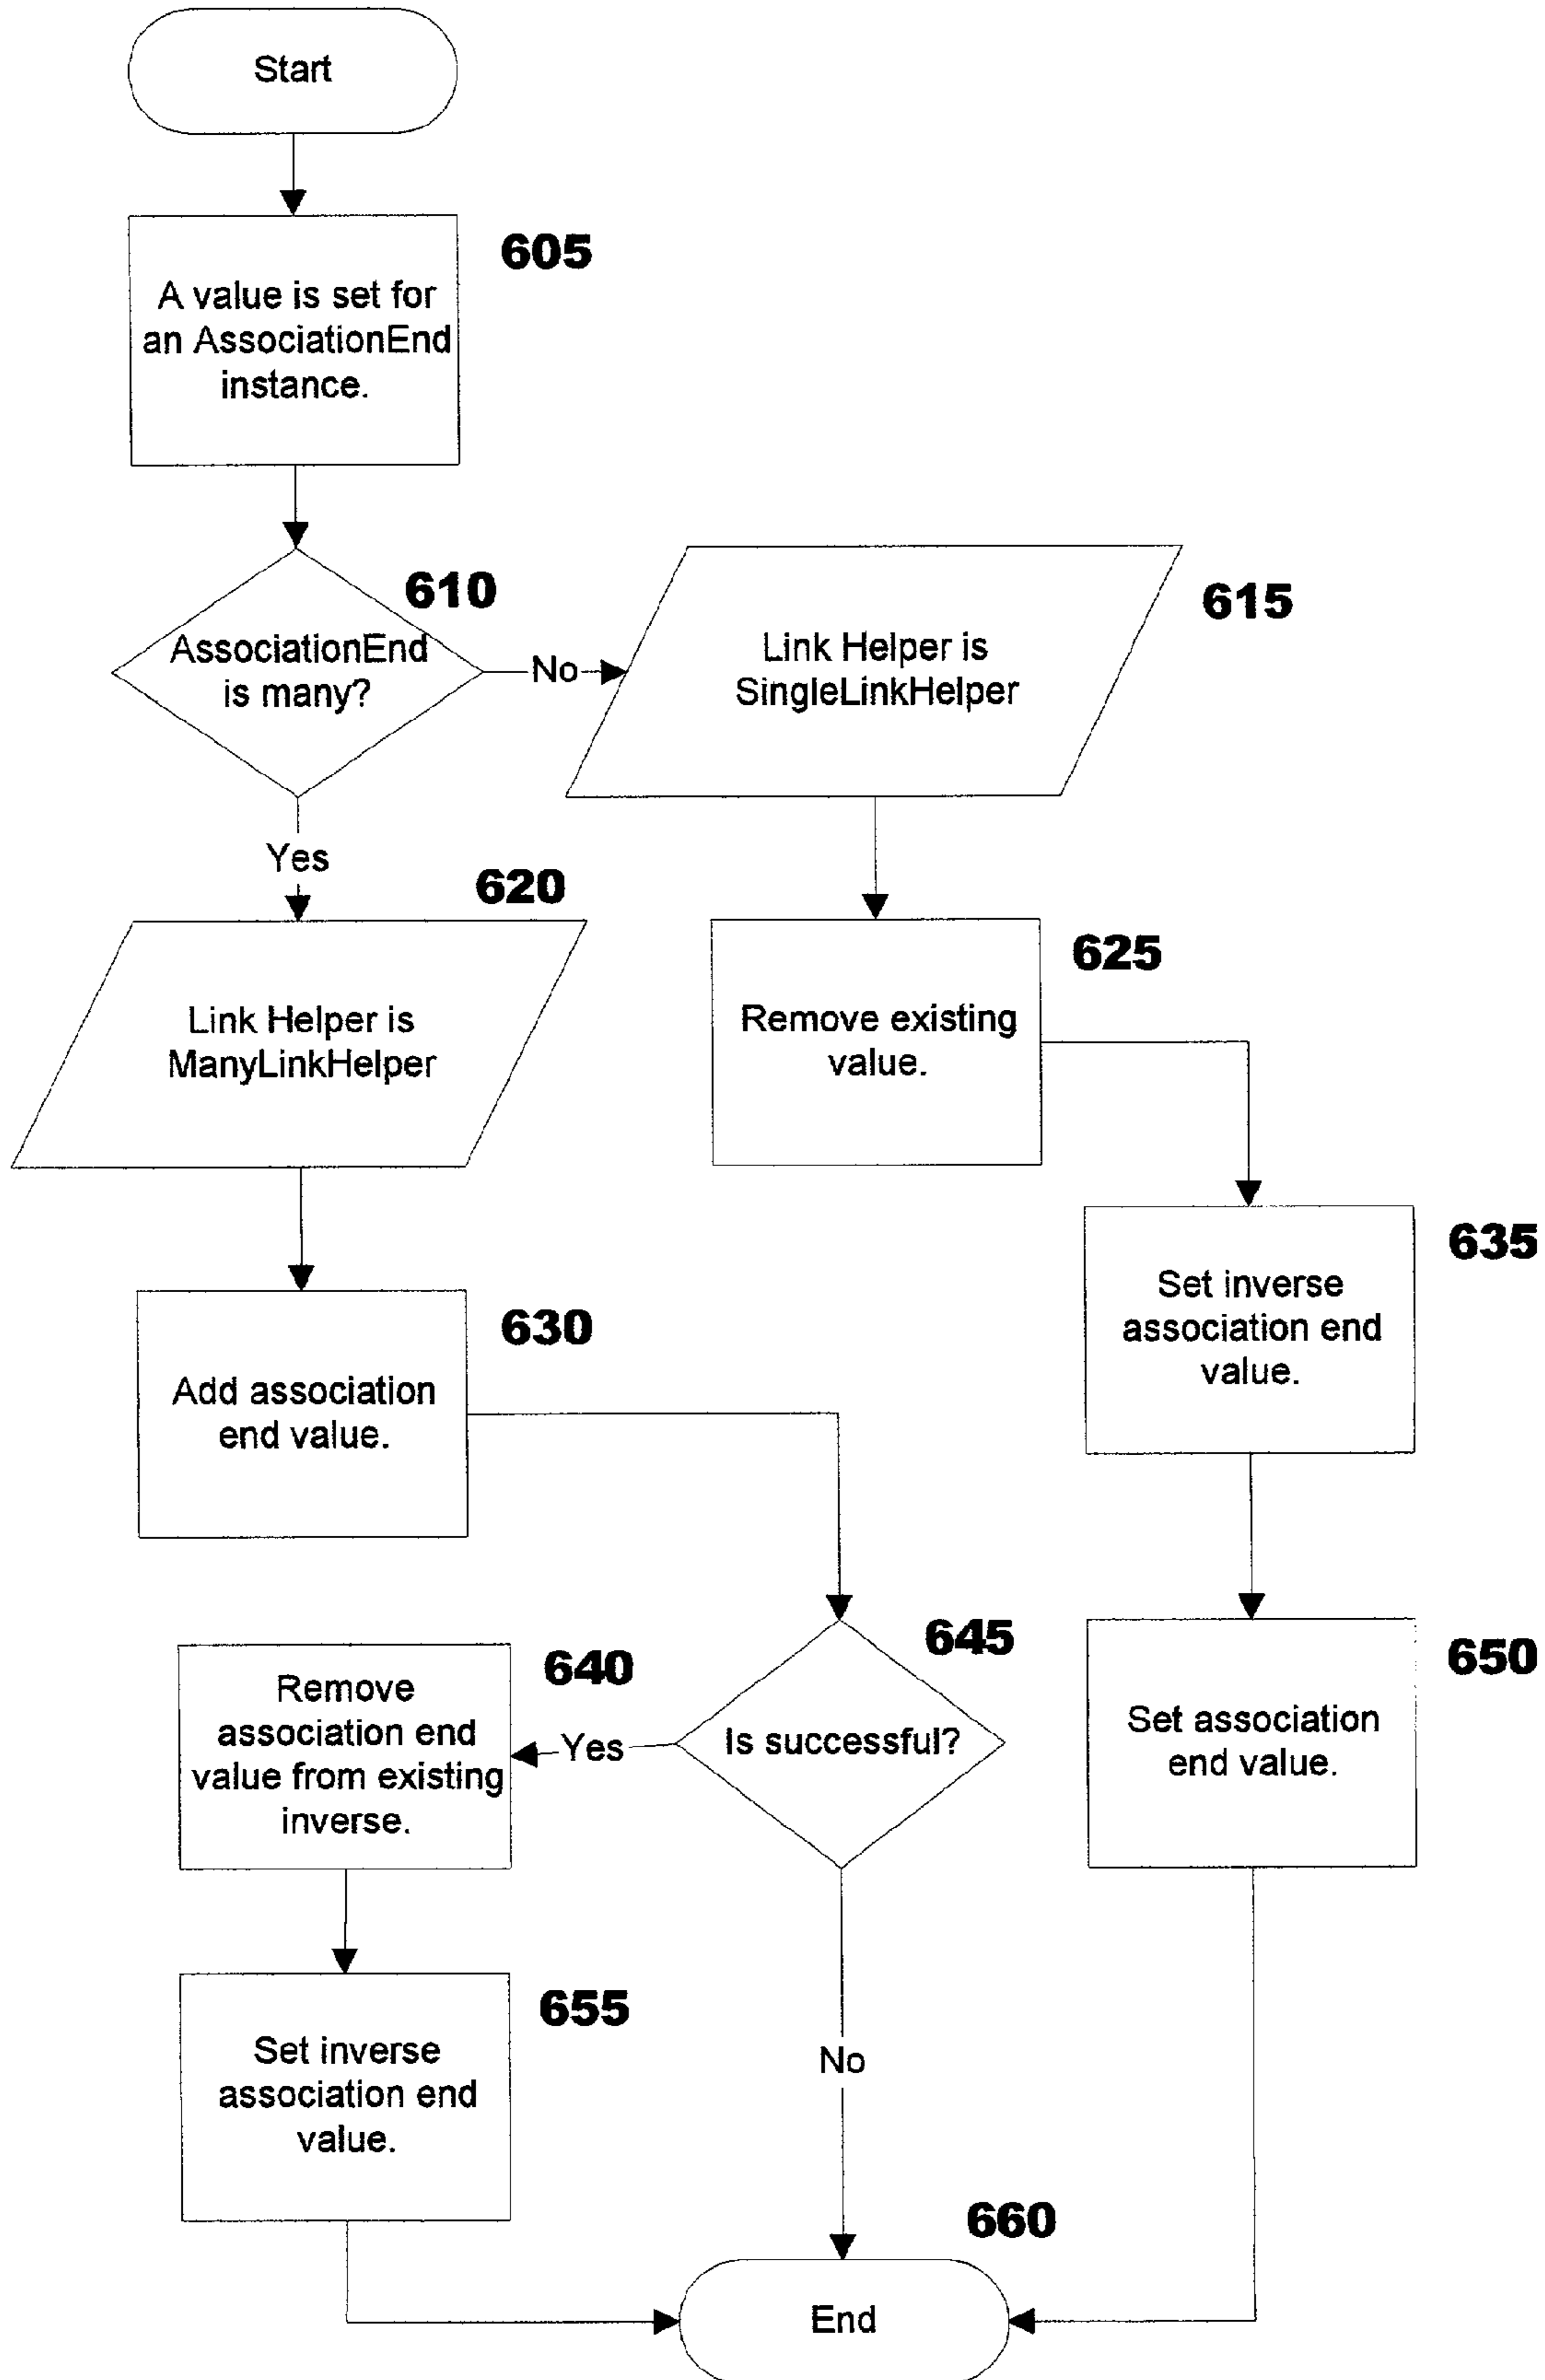 Start
605
A value is set for
an AssociationEnd
instance.
610
AssociationEnd
is many?
No
615
Link Helper is
SingleLinkHelper
Yes
620
Link Helper is
ManyLinkHelper
625
Remove existing
value.
635
Set inverse
association end
value.
630
Add association
end value.
645
Is successful?
640
Remove
association end
value from existing
inverse.
Yes
650
Set association
end value.
655
Set inverse
association end
value.
No
660
End